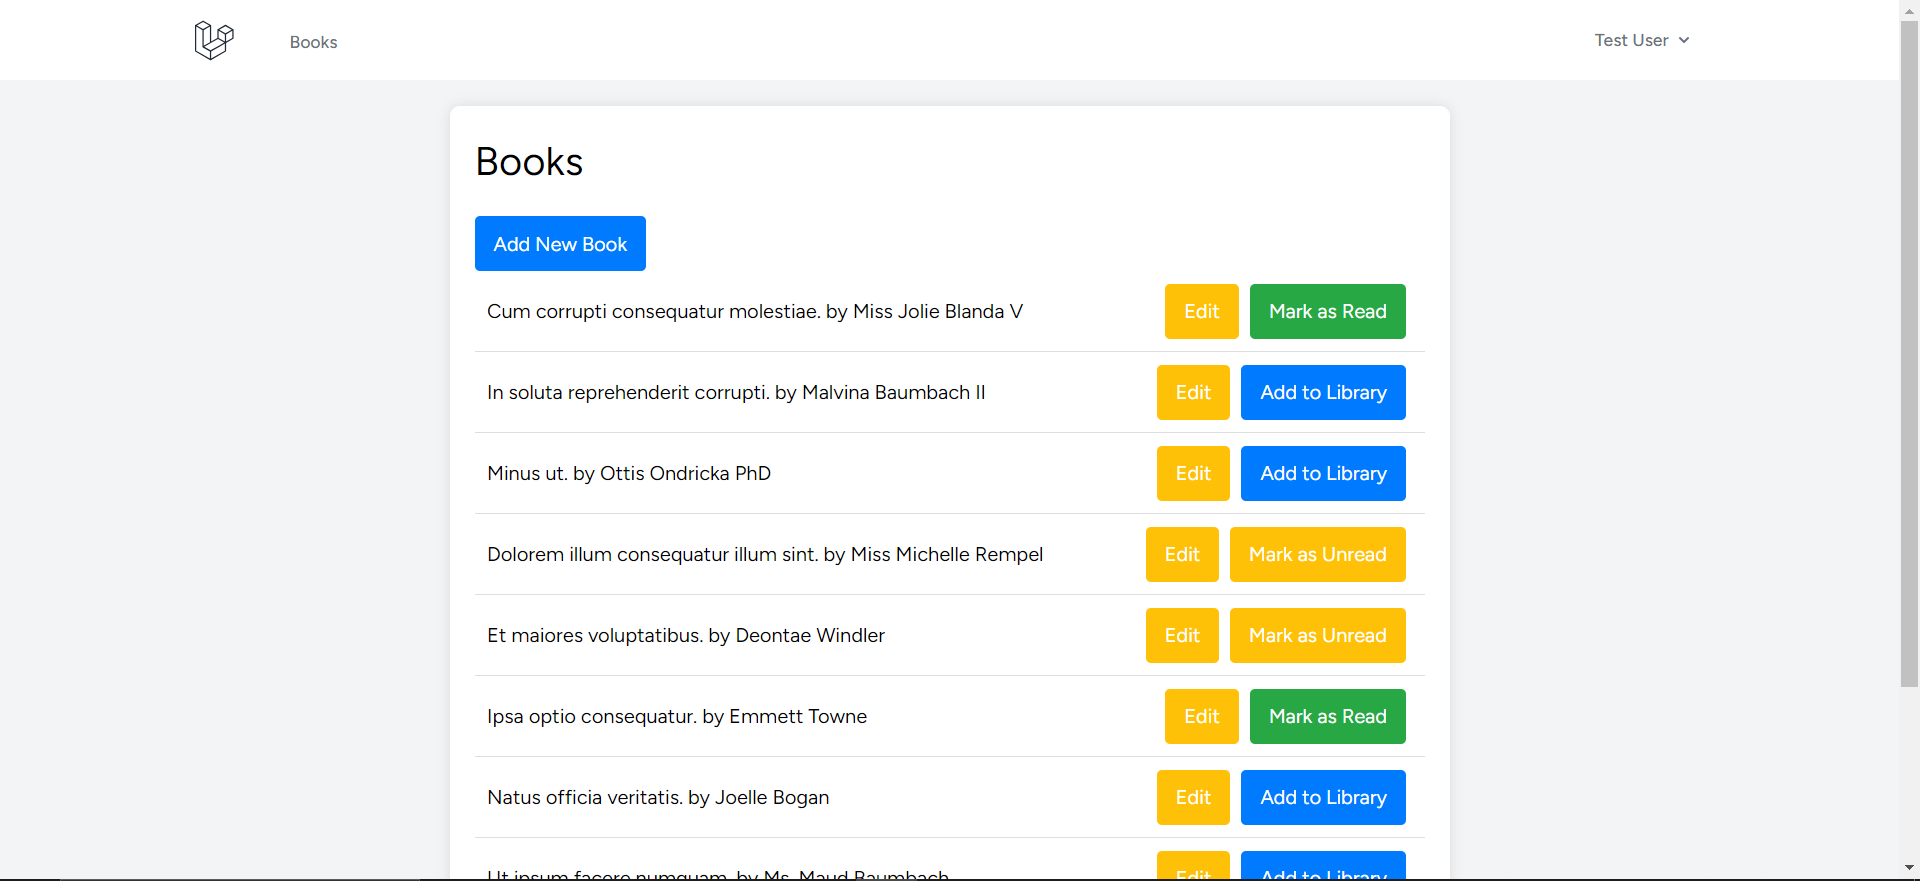 Books
Test User
Books
Add New Book
Cum corrupti consequatur molestiae. by Miss Jolie Blanda V Edit Mark as Read
In soluta reprehenderit corrupti. by Malvina Baumbach II Edit Add to Library
Minus ut. by Ottis Ondricka PhD Edit Add to Library
Dolorem illum consequatur illum sint. by Miss Michelle Rempel Edit Mark as Unread
Et maiores voluptatibus. by Deontae Windler Edit Mark as Unread
Ipsa optio consequatur. by Emmett Towne Edit Mark as Read
Natus officia veritatis. by Joelle Bogan Edit Add to Library
Ut ipsum facere numquam. by Ms. Maud Baumbach Edit Add to Library